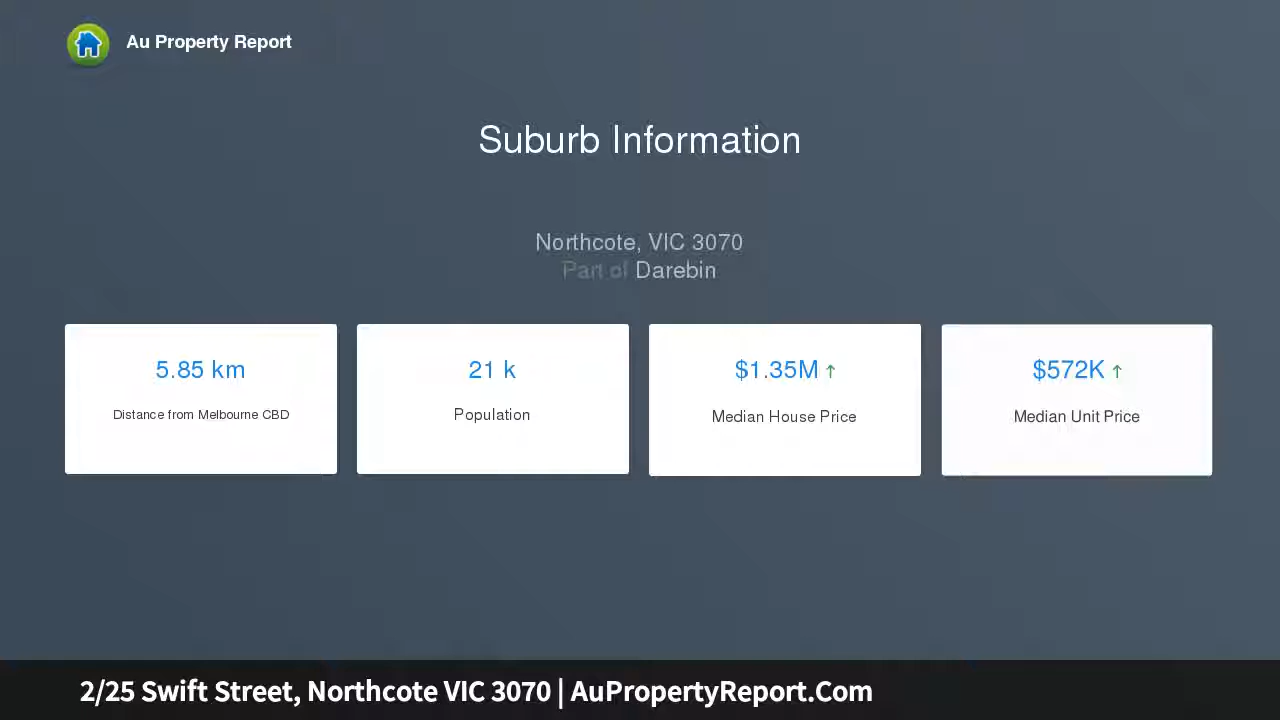 Au Property Report
Suburb Information
Northcote, VIC 3070
Part of Darebin
5.85 km
Distance from Melbourne CBD
21 k
Population
$1.35M ↑
Median House Price
$572K ↑
Median Unit Price
2/25 Swift Street, Northcote VIC 3070 | AuPropertyReport.Com